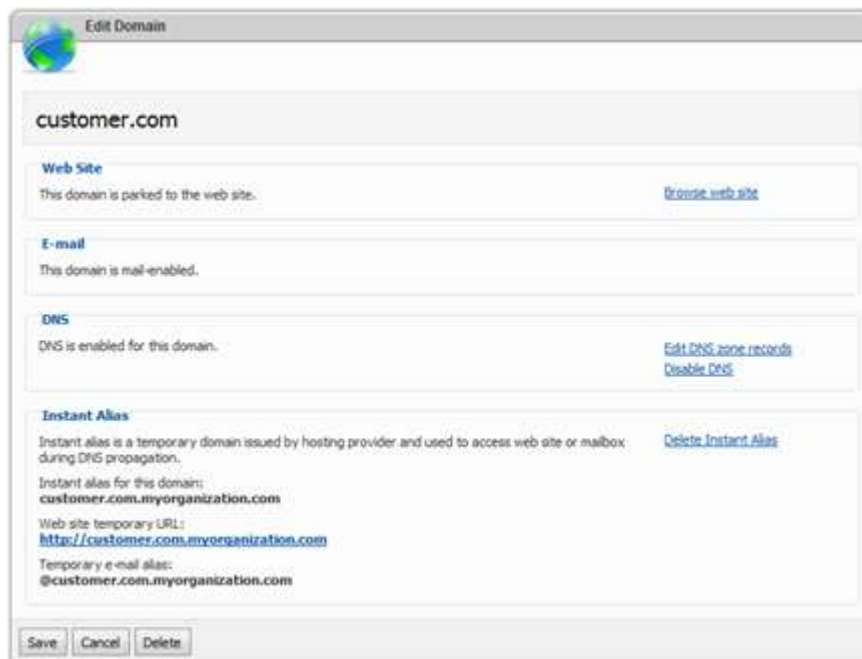 Edit Domain
customer.com
Web Site
This domain is parked to the web site.
Browse web site
E-mail
This domain is mail-enabled.
DNS
DNS is enabled for this domain.
Edit DNS zone records
Disable DNS
Instant Alias
Instant alias is a temporary domain issued by hosting provider and used to access web site or mailbox
during DNS propagation.
Delete Instant Alias
Instant alias for this domain:
customer.com.myorganization.com
Web site temporary URL:
http://customer.com.myorganization.com
Temporary e-mail alias:
@customer.com.myorganization.com
Save Cancel Delete